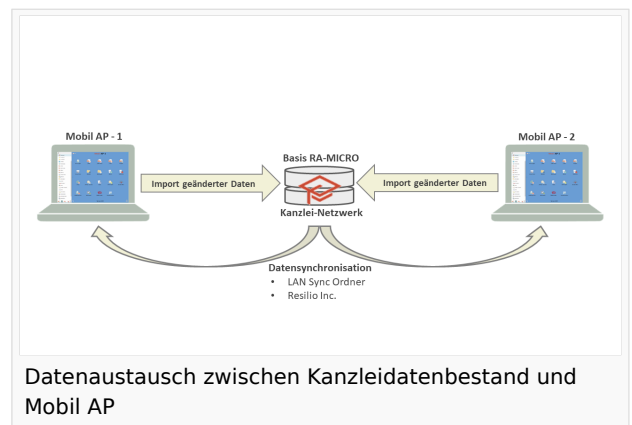 Mobil AP - 1
Mobil AP - 2
Basis RA-MICRO
Import geänderter Daten
Import geänderter Daten
Kanzlei-Netzwerk
Datensynchronisation
• LAN Sync Ordner
• Resilio Inc.
Datenaustausch zwischen Kanzleidatenbestand und
Mobil AP